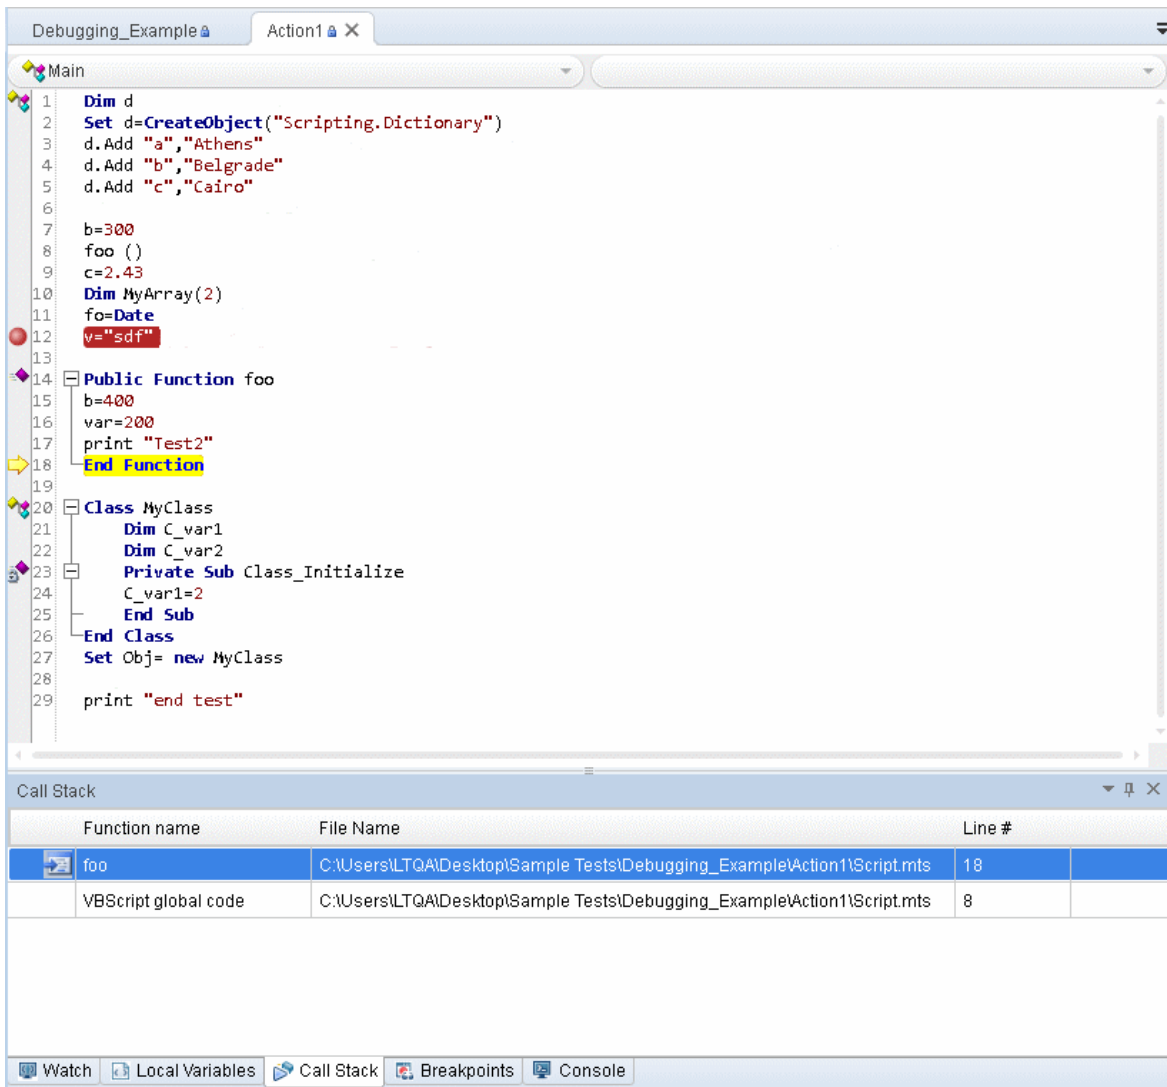 Debugging_Example Action1
Main
1 Dim d
2 Set d=CreateObject("Scripting.Dictionary")
3 d.Add "a","Athens"
4 d.Add "b","Belgrade"
5 d.Add "c","Cairo"
6
7 b=300
8 foo ()
9 c=2.43
10 Dim MyArray(2)
11 fo=Date
12 v="sdf"
13
14 Public Function foo
15 b=400
16 var=200
17 print "Test2"
18 End Function
19
20 Class MyClass
21 Dim C_var1
22 Dim C_var2
23 Private Sub Class_Initialize
24 C_var1=2
25 End Sub
26 End Class
27 Set Obj= new MyClass
28
29 print "end test"
Call Stack
Function name File Name Line #
foo C:\Users\LTQA\Desktop\Sample Tests\Debugging_Example\Action1\Script.mts 18
VBScript global code C:\Users\LTQA\Desktop\Sample Tests\Debugging_Example\Action1\Script.mts 8
Watch Local Variables Call Stack Breakpoints Console